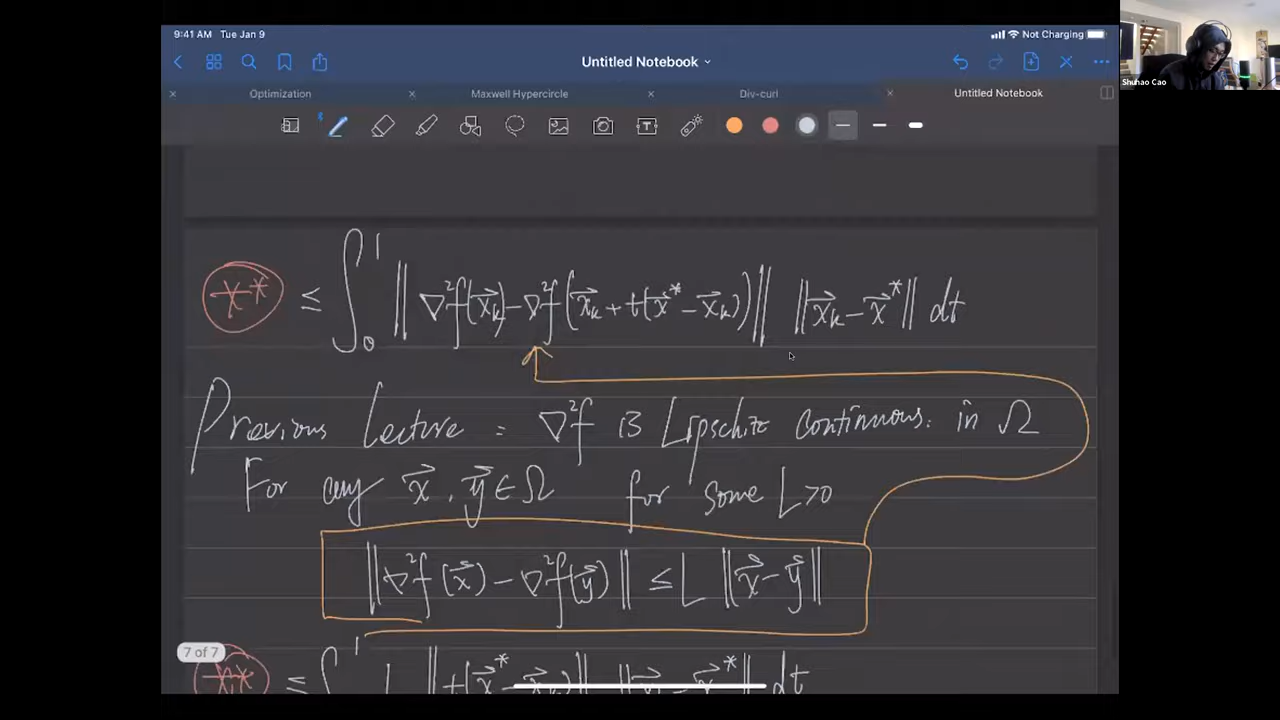 9:41 AM Tue Jan 9
Not Charging
Untitled Notebook
Shuhao Cao
Optimization
Maxwell Hypercircle
Div-curl
Untitled Notebook
** ≤ ∫₀¹ ‖∇²f(x⃗ₖ) − ∇²f(x⃗ₖ + t(x⃗* − x⃗ₖ))‖ ‖x⃗ₖ − x⃗*‖ dt
Previous Lecture : ∇²f is Lipschitz continuous. in Ω
For any x⃗, y⃗ ∈ Ω for some L>0
‖∇²f(x⃗) − ∇²f(y⃗)‖ ≤ L ‖x⃗ − y⃗‖
7 of 7
** ≤ ∫ ¹ L ‖t(x⃗* − x⃗ₖ)‖ ‖x⃗ₖ − x⃗*‖ dt